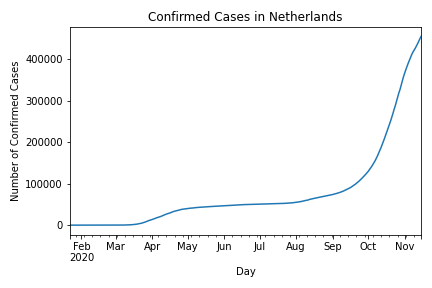 Confirmed Cases in Netherlands
Number of Confirmed Cases
400000
300000
200000
100000
0
Feb Mar Apr May Jun Jul Aug Sep Oct Nov
2020
Day